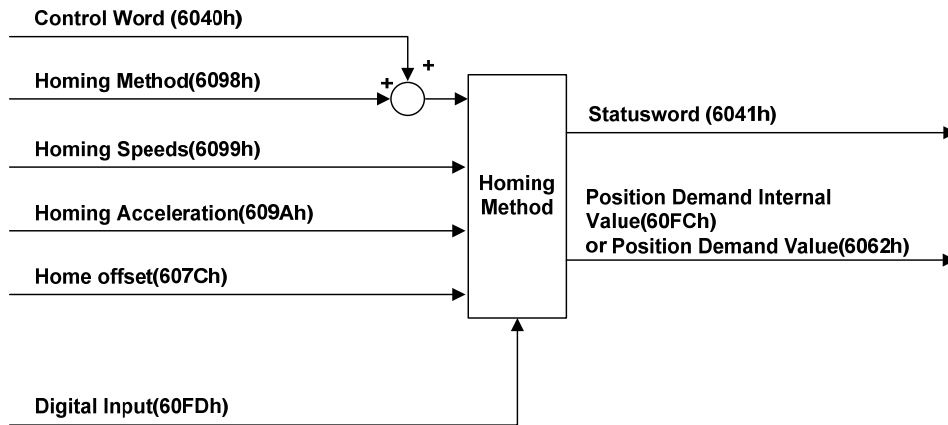 Control Word (6040h)
+
+
Homing Method(6098h)
Homing Speeds(6099h)
Homing Acceleration(609Ah)
Home offset(607Ch)
Digital Input(60FDh)
Homing
Method
Statusword (6041h)
Position Demand Internal
Value(60FCh)
or Position Demand Value(6062h)